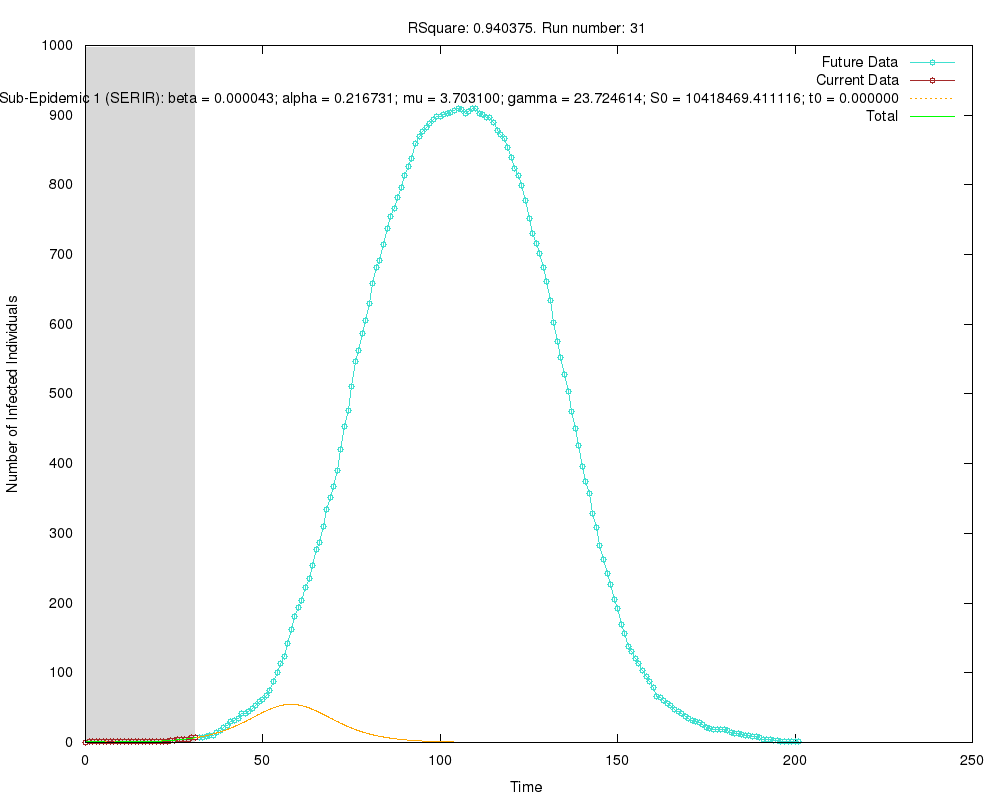 RSquare: 0.940375. Run number: 31
1000
900
800
700
600
500
400
300
200
100
0
Number of Infected Individuals
Future Data
Current Data
Sub-Epidemic 1 (SERIR): beta = 0.000043; alpha = 0.216731; mu = 3.703100; gamma = 23.724614; S0 = 10418469.411116; t0 = 0.000000
Total
0 50 100 150 200 250
Time